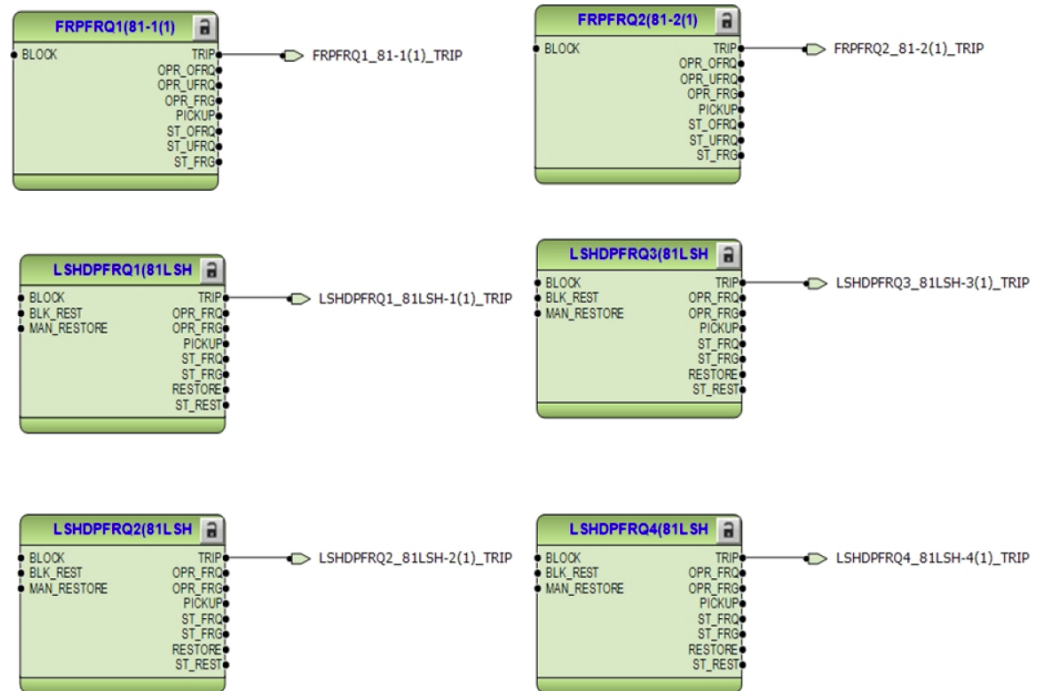 FRPFRQ1(81-1(1)
BLOCK TRIP FRPFRQ1_81-1(1)_TRIP
OPR_OFRQ
OPR_UFRQ
OPR_FRG
PICKUP
ST_OFRQ
ST_UFRQ
ST_FRG
FRPFRQ2(81-2(1)
BLOCK TRIP FRPFRQ2_81-2(1)_TRIP
OPR_OFRQ
OPR_UFRQ
OPR_FRG
PICKUP
ST_OFRQ
ST_UFRQ
ST_FRG
LSHDPFRQ1(81LSH
BLOCK TRIP LSHDPFRQ1_81LSH-1(1)_TRIP
BLK_REST OPR_FRQ
MAN_RESTORE OPR_FRG
PICKUP
ST_FRQ
ST_FRG
RESTORE
ST_REST
LSHDPFRQ3(81LSH
BLOCK TRIP LSHDPFRQ3_81LSH-3(1)_TRIP
BLK_REST OPR_FRQ
MAN_RESTORE OPR_FRG
PICKUP
ST_FRQ
ST_FRG
RESTORE
ST_REST
LSHDPFRQ2(81LSH
BLOCK TRIP LSHDPFRQ2_81LSH-2(1)_TRIP
BLK_REST OPR_FRQ
MAN_RESTORE OPR_FRG
PICKUP
ST_FRQ
ST_FRG
RESTORE
ST_REST
LSHDPFRQ4(81LSH
BLOCK TRIP LSHDPFRQ4_81LSH-4(1)_TRIP
BLK_REST OPR_FRQ
MAN_RESTORE OPR_FRG
PICKUP
ST_FRQ
ST_FRG
RESTORE
ST_REST